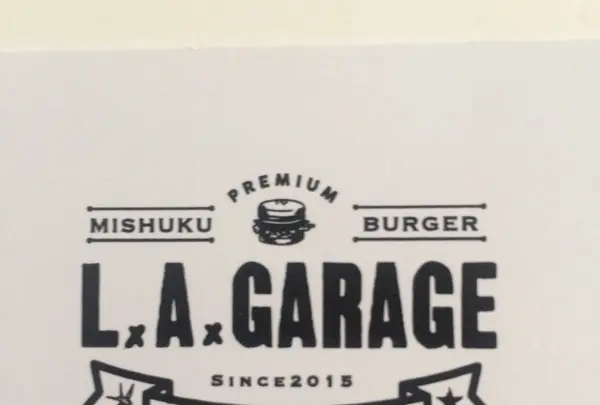 PREMIUM
MISHUKU BURGER
L.A.GARAGE
SINCE2015